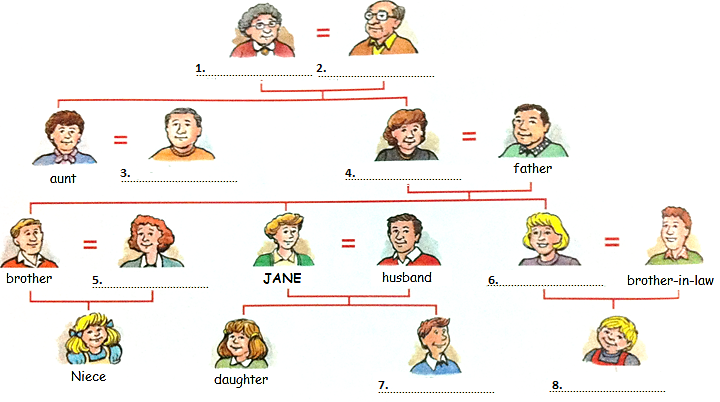 1. 2.
aunt 3. 4. father
brother 5. JANE husband 6. brother-in-law
Niece daughter 7. 8.